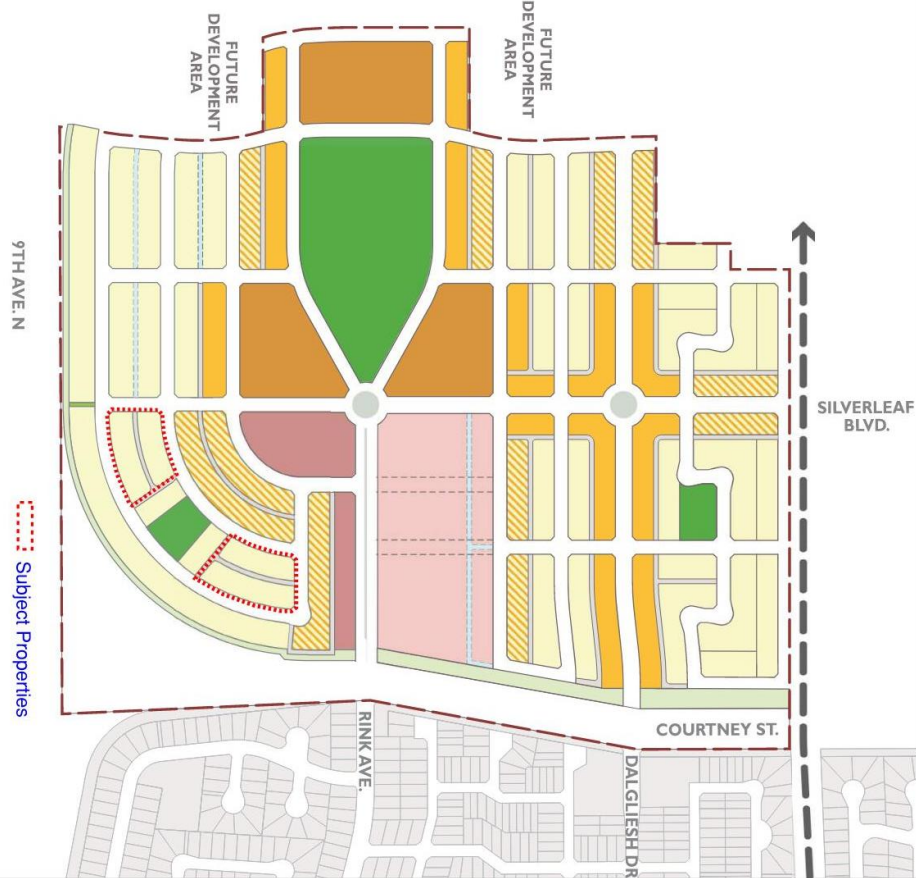 FUTURE
DEVELOPMENT
AREA
FUTURE
DEVELOPMENT
AREA
9TH AVE. N
SILVERLEAF
BLVD.
Subject Properties
COURTNEY ST.
RINK AVE.
DALGLIESH DR